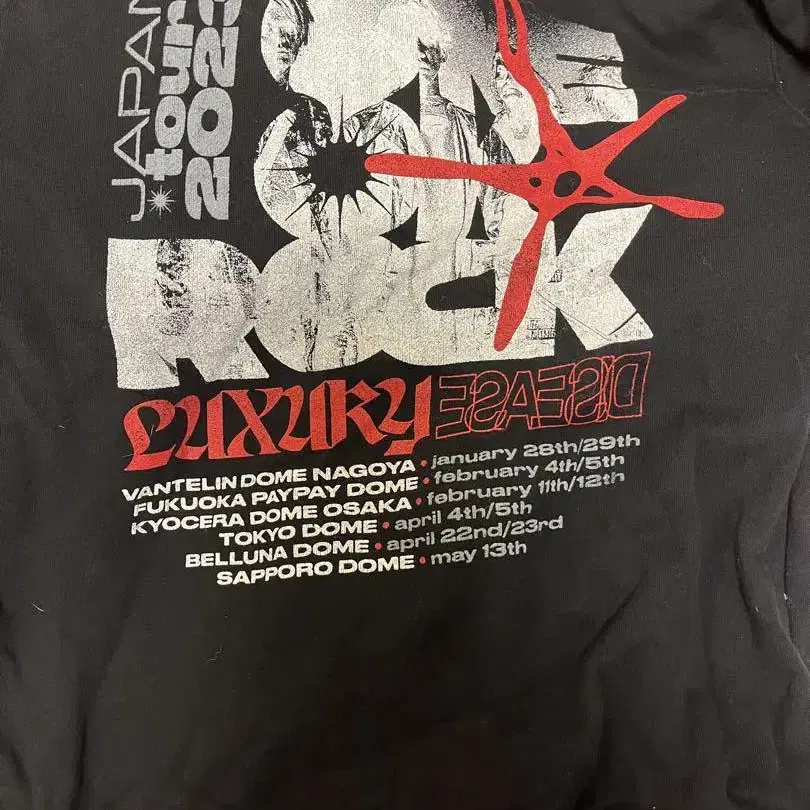 JAPAN
tour
2023
ONE
OK
ROCK
LUXURY DISEASE
VANTELIN DOME NAGOYA • january 28th/29th
FUKUOKA PAYPAY DOME • february 4th/5th
KYOCERA DOME OSAKA • february 11th/12th
TOKYO DOME • april 4th/5th
BELLUNA DOME • april 22nd/23rd
SAPPORO DOME • may 13th